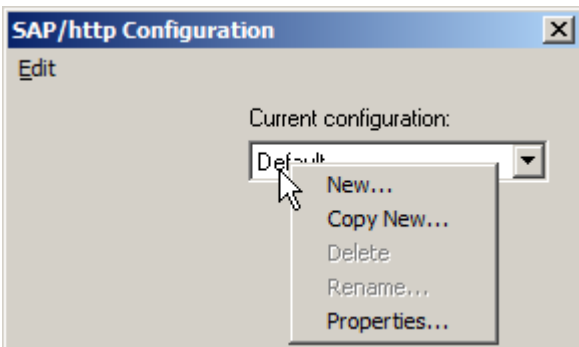 SAP/http Configuration
Edit
Current configuration:
Default
New...
Copy New...
Delete
Rename...
Properties...